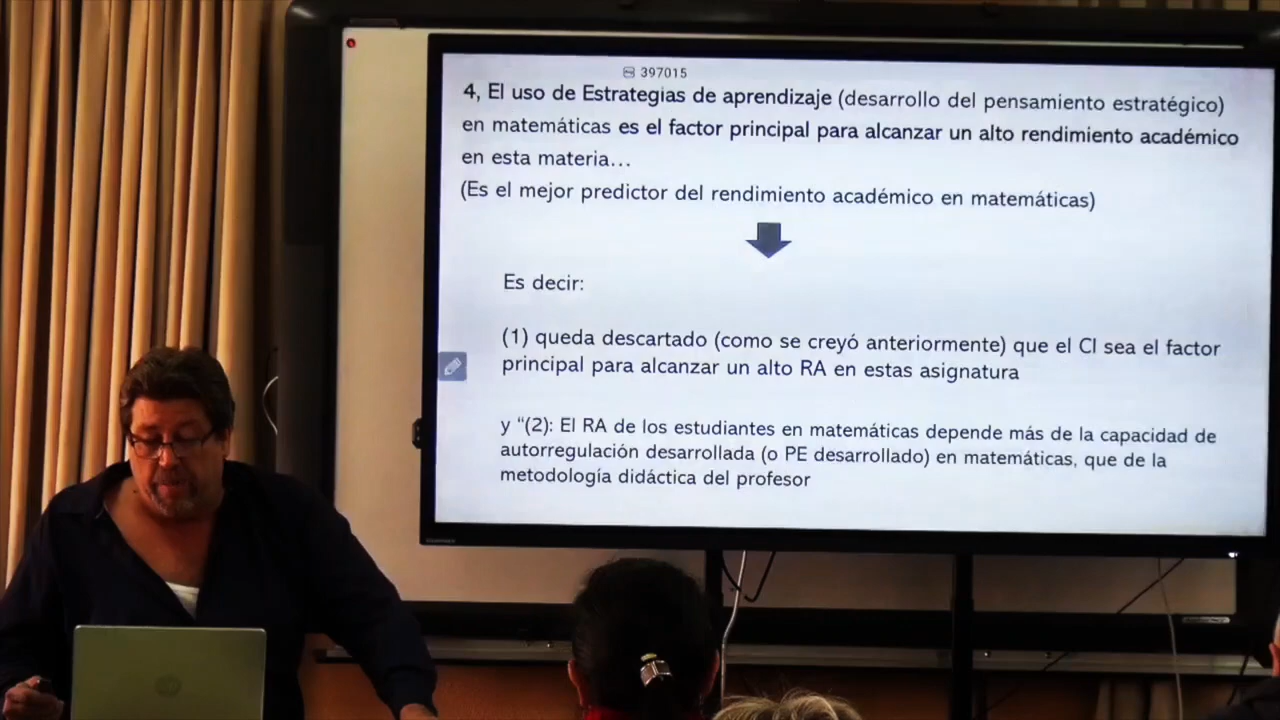 397015
4, El uso de Estrategias de aprendizaje (desarrollo del pensamiento estratégico)
en matemáticas es el factor principal para alcanzar un alto rendimiento académico
en esta materia...
(Es el mejor predictor del rendimiento académico en matemáticas)
Es decir:
(1) queda descartado (como se creyó anteriormente) que el CI sea el factor
principal para alcanzar un alto RA en estas asignatura
y “(2): El RA de los estudiantes en matemáticas depende más de la capacidad de
autorregulación desarrollada (o PE desarrollado) en matemáticas, que de la
metodología didáctica del profesor